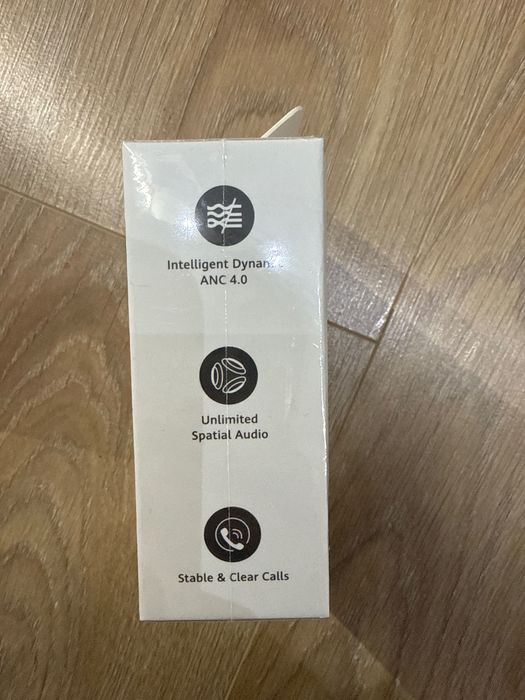 Intelligent
ANC 4.0
Unlimited
Spatial Audio
Stable & Clear Calls